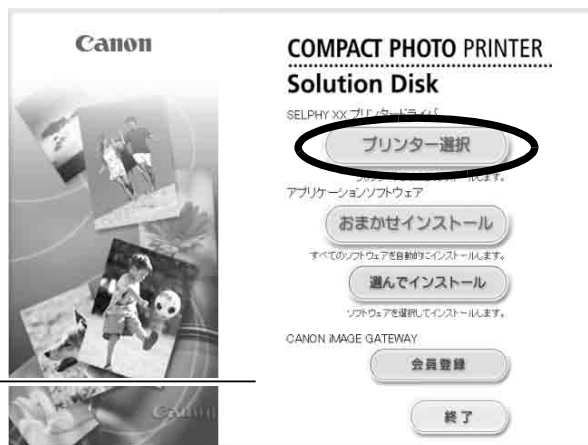 Canon
COMPACT PHOTO PRINTER
Solution Disk
SELPHY XX プリンタードライバ
プリンター選択
アプリケーションソフトウェア
おまかせインストール
すべてのソフトウェアを自動的にインストールします。
選んでインストール
ソフトウェアを選択してインストールします。
CANON iMAGE GATEWAY
会員登録
Canon
終了